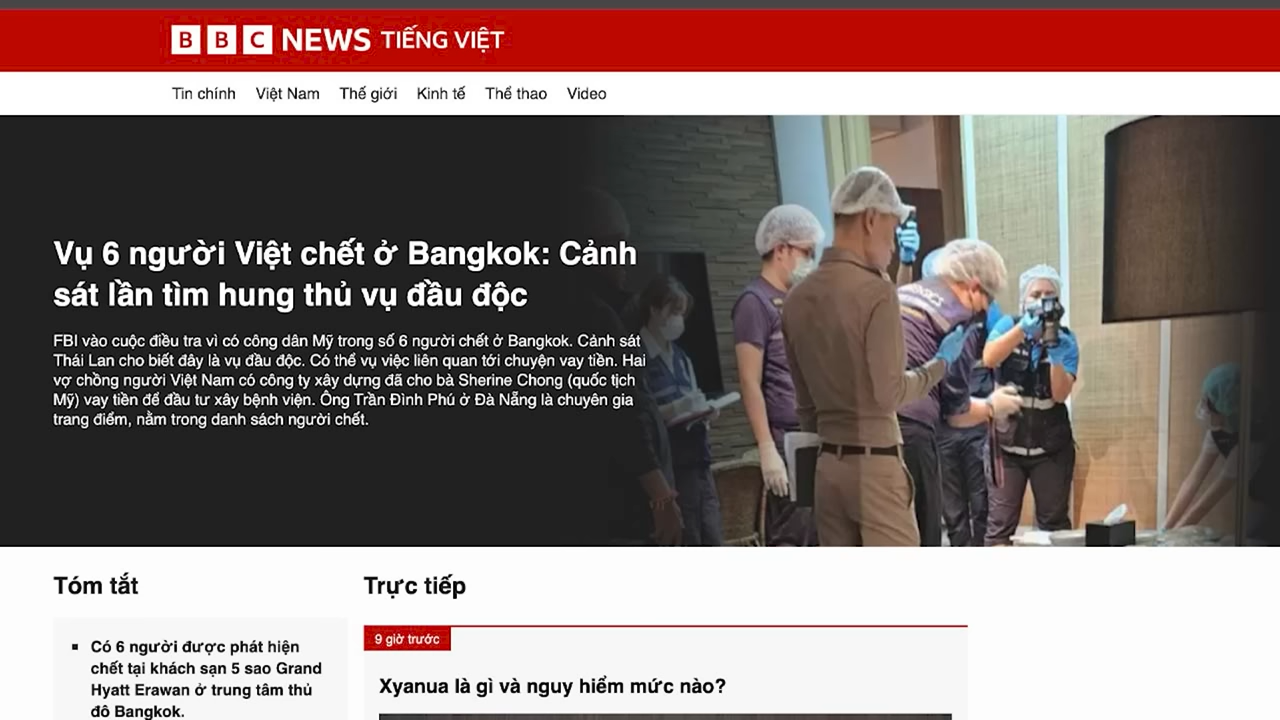 BBC NEWS TIẾNG VIỆT
Tin chính Việt Nam Thế giới Kinh tế Thể thao Video
Vụ 6 người Việt chết ở Bangkok: Cảnh
sát lần tìm hung thủ vụ đầu độc
FBI vào cuộc điều tra vì có công dân Mỹ trong số 6 người chết ở Bangkok. Cảnh sát
Thái Lan cho biết đây là vụ đầu độc. Có thể vụ việc liên quan tới chuyện vay tiền. Hai
vợ chồng người Việt Nam có công ty xây dựng đã cho bà Sherine Chong (quốc tịch
Mỹ) vay tiền để đầu tư xây bệnh viện. Ông Trần Đình Phú ở Đà Nẵng là chuyên gia
trang điểm, nằm trong danh sách người chết.
Tóm tắt
Có 6 người được phát hiện
chết tại khách sạn 5 sao Grand
Hyatt Erawan ở trung tâm thủ
đô Bangkok.
Trực tiếp
9 giờ trước
Xyanua là gì và nguy hiểm mức nào?